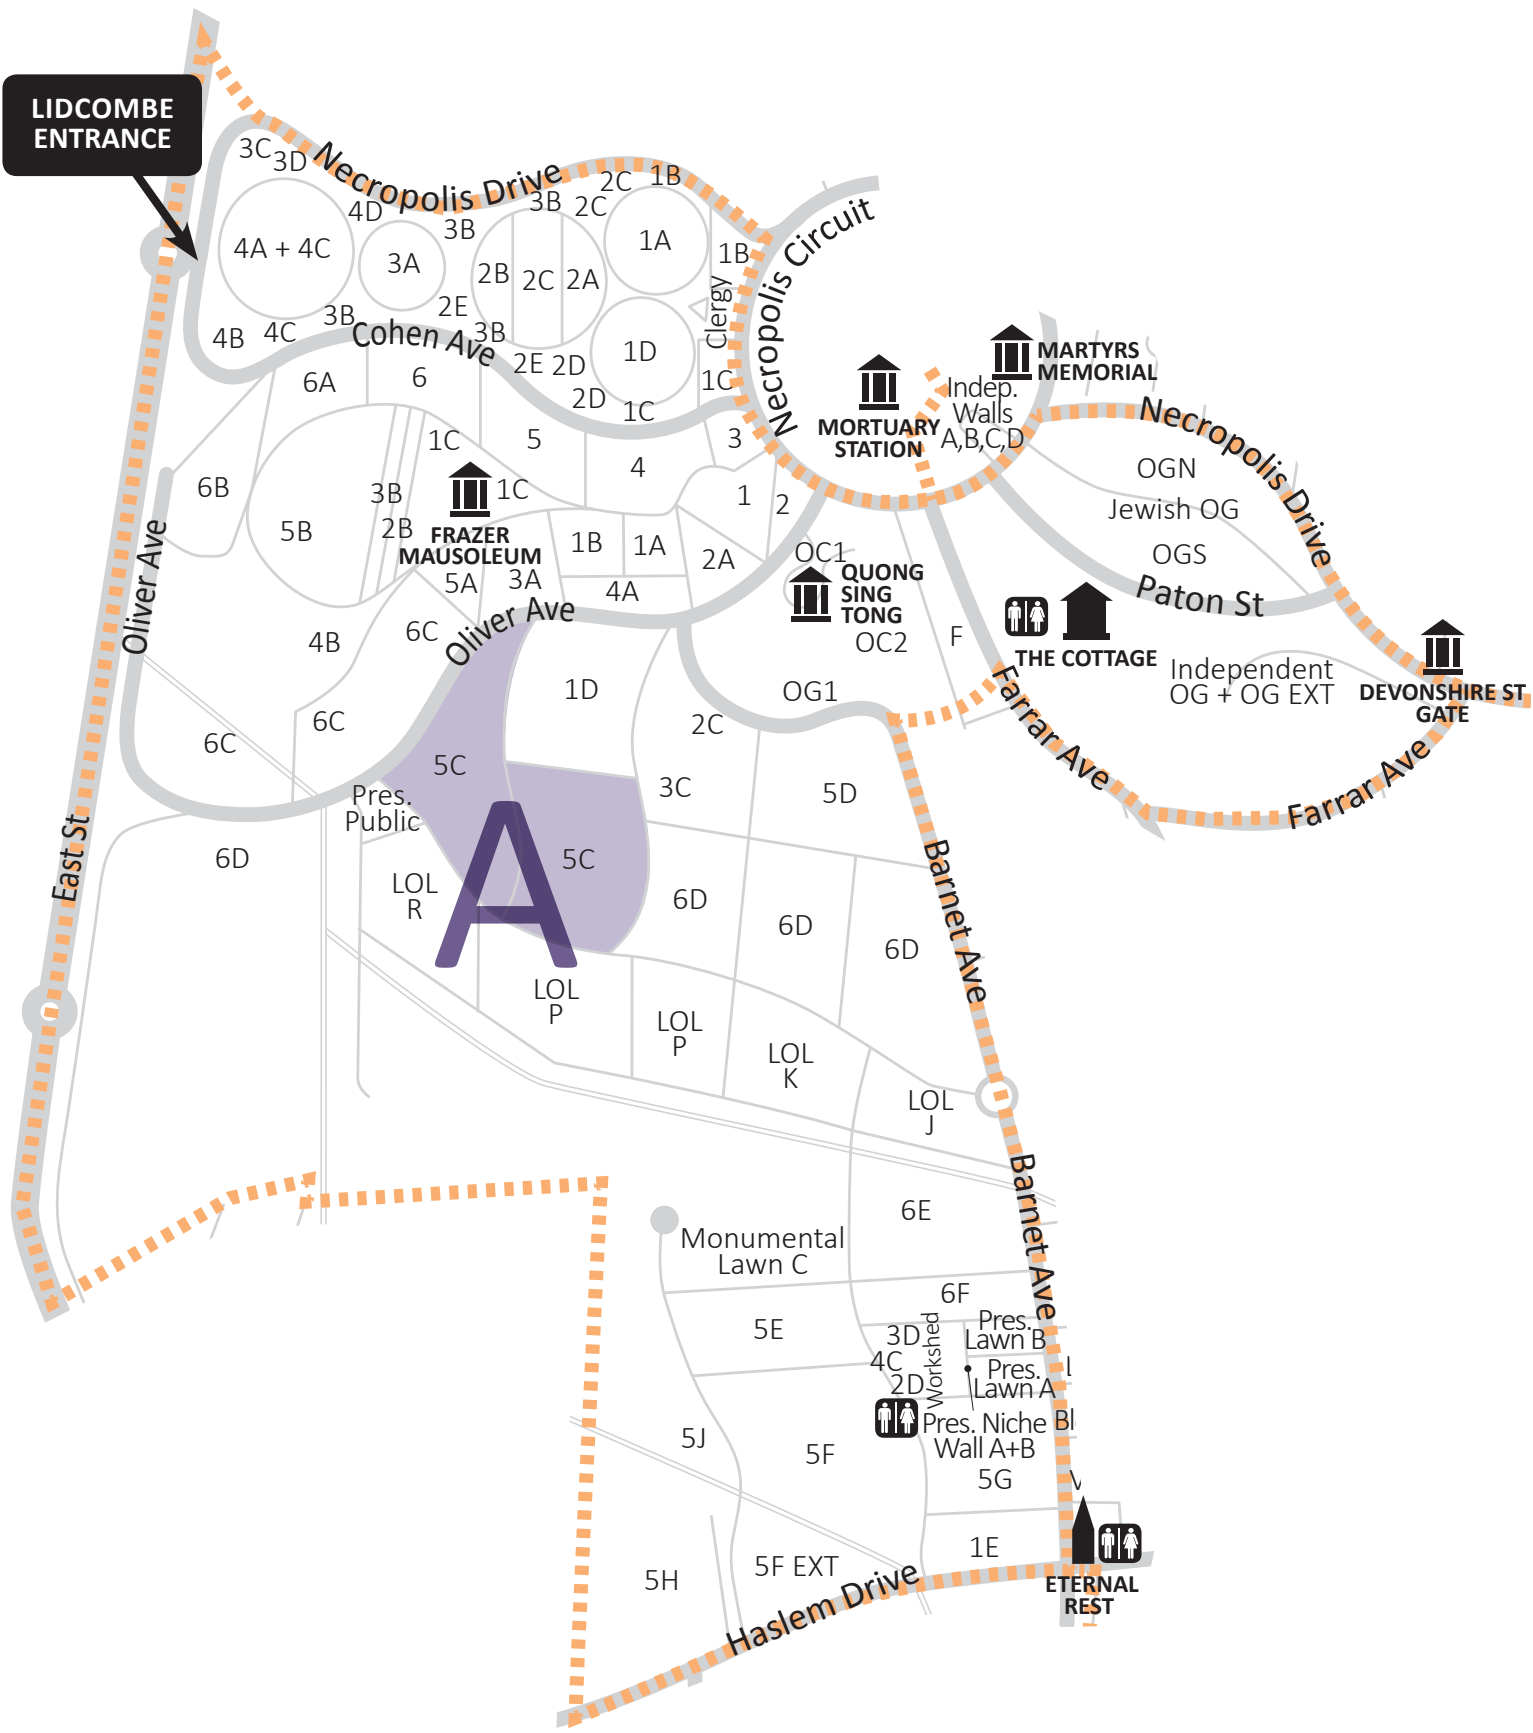 LIDCOMBE
ENTRANCE
Necropolis Drive
3C
3D
4D
3B
3B
2C
2C
1B
4A + 4C
3A
2B
2C
2A
1A
1B
Clergy
Necropolis Circuit
2E
3B
4B
4C
Cohen Ave
3B
2E
2D
1D
2D
1C
1C
6A
6
5
4
3
MARTYRS
MEMORIAL
MORTUARY
STATION
Indep.
Walls
A,B,C,D
Necropolis Drive
OGN
Jewish OG
OGS
Paton St
6B
5B
3B
2B
1C
1C
FRAZER
MAUSOLEUM
1B
1A
1
2
2A
4A
5A
3A
OC1
QUONG
SING
TONG
OC2
F
THE COTTAGE
Independent
OG + OG EXT
DEVONSHIRE ST
GATE
Oliver Ave
4B
6C
Oliver Ave
1D
OG1
Farrar Ave
Farrar Ave
6C
6C
5C
2C
3C
5D
Pres.
Public
East St
6D
LOL
R
A
5C
6D
6D
6D
Barnet Ave
LOL
P
LOL
P
LOL
K
LOL
J
Barnet Ave
6E
Monumental
Lawn C
6F
5E
3D
4C
2D
Workshed
Pres.
Lawn B
Pres.
Lawn A
Pres. Niche
Wall A+B
Bl
5J
5F
5G
1E
5H
5F EXT
Haslem Drive
ETERNAL
REST